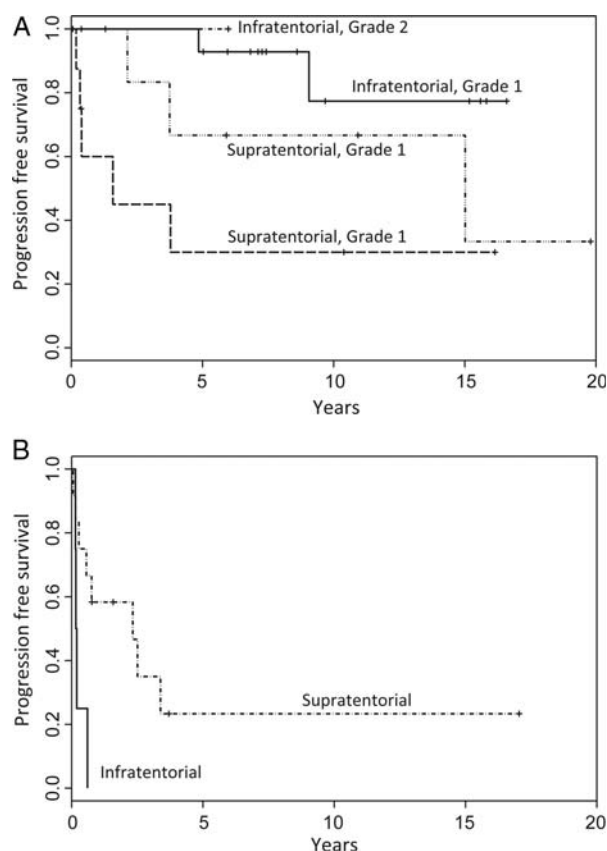 A
Progression free survival
1.0
0.8
0.6
0.4
0.2
0.0
Infratentorial, Grade 2
Infratentorial, Grade 1
Supratentorial, Grade 1
Supratentorial, Grade 1
0 5 10 15 20
Years
B
Progression free survival
1.0
0.8
0.6
0.4
0.2
0.0
Supratentorial
Infratentorial
0 5 10 15 20
Years